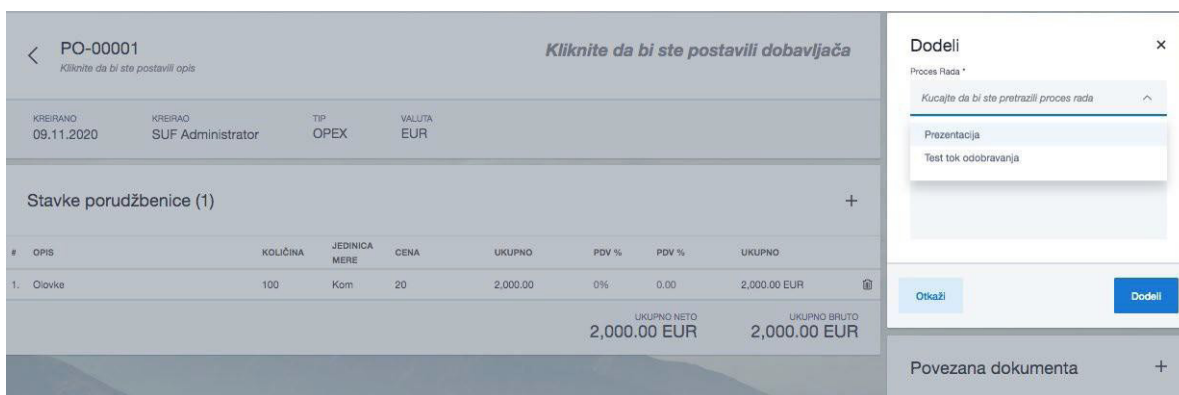 PO-00001
Kliknite da bi ste postavili opis
Kliknite da bi ste postavili dobavljača
KREIRANO KREIRAO TIP VALUTA
09.11.2020 SUF Administrator OPEX EUR
Stavke porudžbenice (1) +
# OPIS KOLIČINA JEDINICA MERE CENA UKUPNO PDV % PDV % UKUPNO
1. Olovke 100 Kom 20 2,000.00 0% 0.00 2,000.00 EUR
UKUPNO NETO UKUPNO BRUTO
2,000.00 EUR 2,000.00 EUR
Dodeli ×
Proces Rada *
Kucajte da bi ste pretrazili proces rada
Prezentacija
Test tok odobravanja
Otkaži Dodeli
Povezana dokumenta +